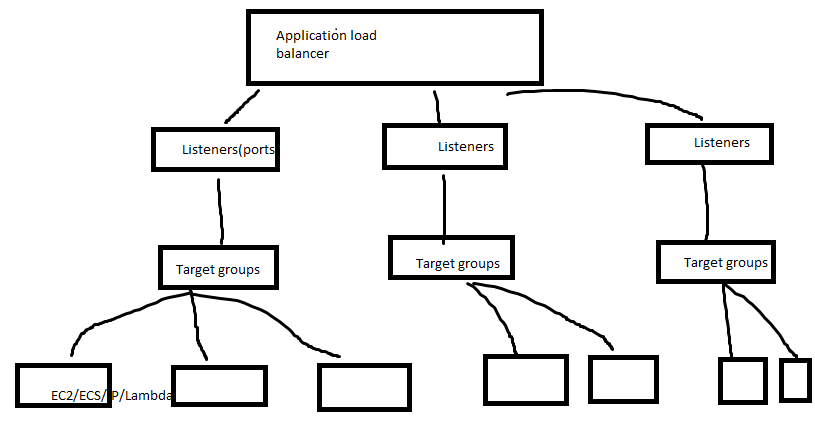 Application load
balancer
Listeners(ports
Listeners
Listeners
Target groups
Target groups
Target groups
EC2/ECS/IP/Lambda